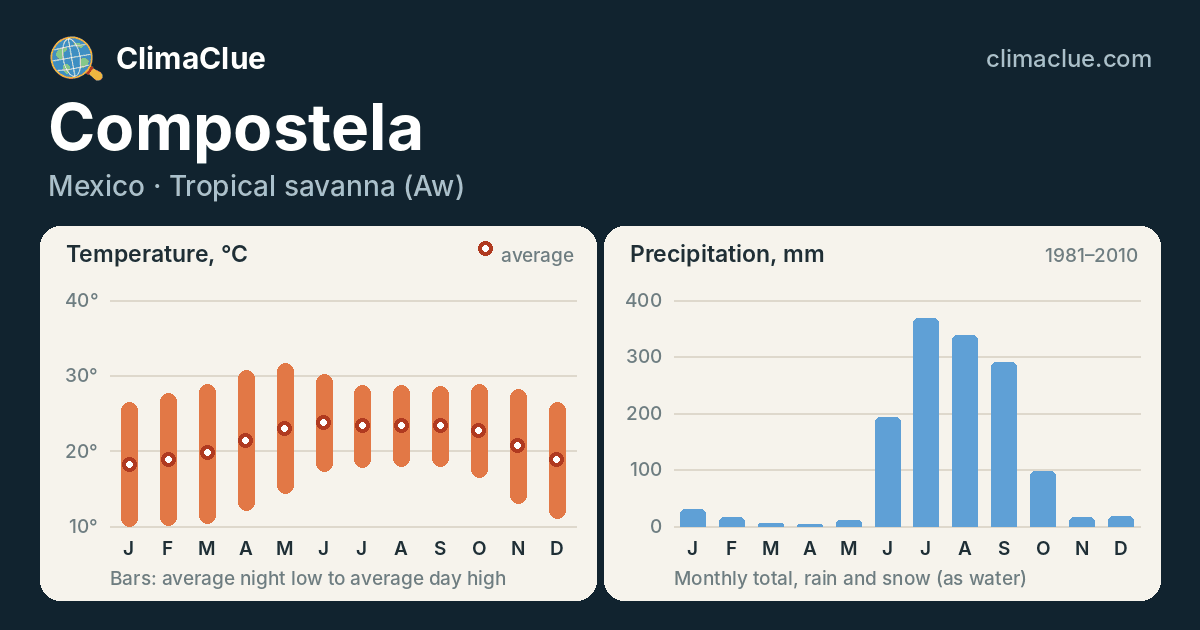 ClimaClue
climaclue.com
Compostela
Mexico · Tropical savanna (Aw)
Temperature, °C
average
40°
30°
20°
10°
J F M A M J J A S O N D
Bars: average night low to average day high
Precipitation, mm
1981–2010
400
300
200
100
0
J F M A M J J A S O N D
Monthly total, rain and snow (as water)